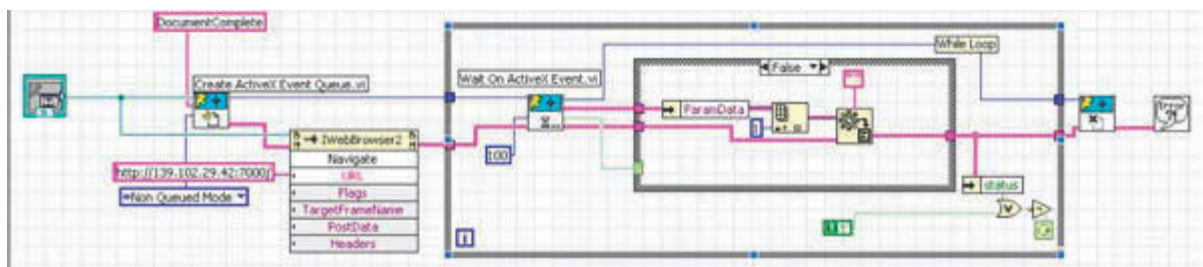 DocumentComplete
Create ActiveX Event Queue.vi
http://139.102.29.42:7000/
Non Queued Mode
IWebBrowser2
Navigate
URL
Flags
TargetFrameName
PostData
Headers
While Loop
Wait On ActiveX Event.vi
False
ParamData
100
status
i